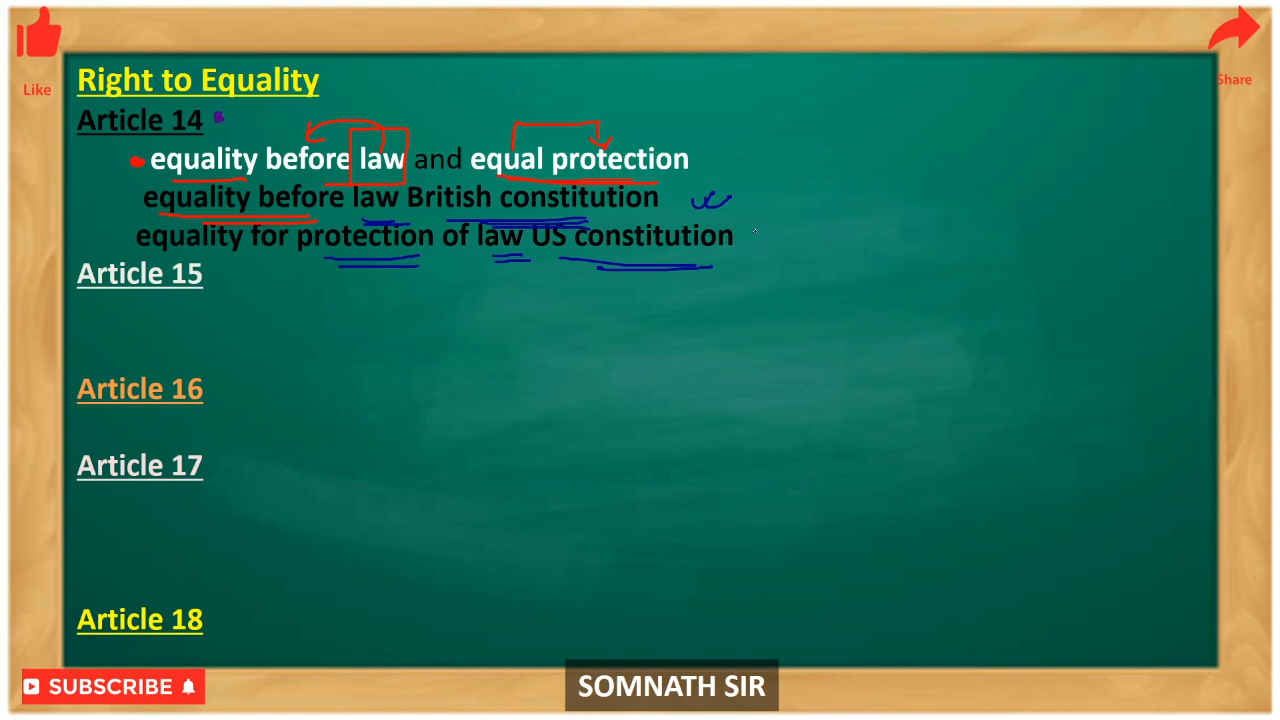 Like
Share
Right to Equality
Article 14
equality before law and equal protection
equality before law British constitution
equality for protection of law US constitution
Article 15
Article 16
Article 17
Article 18
SUBSCRIBE
SOMNATH SIR